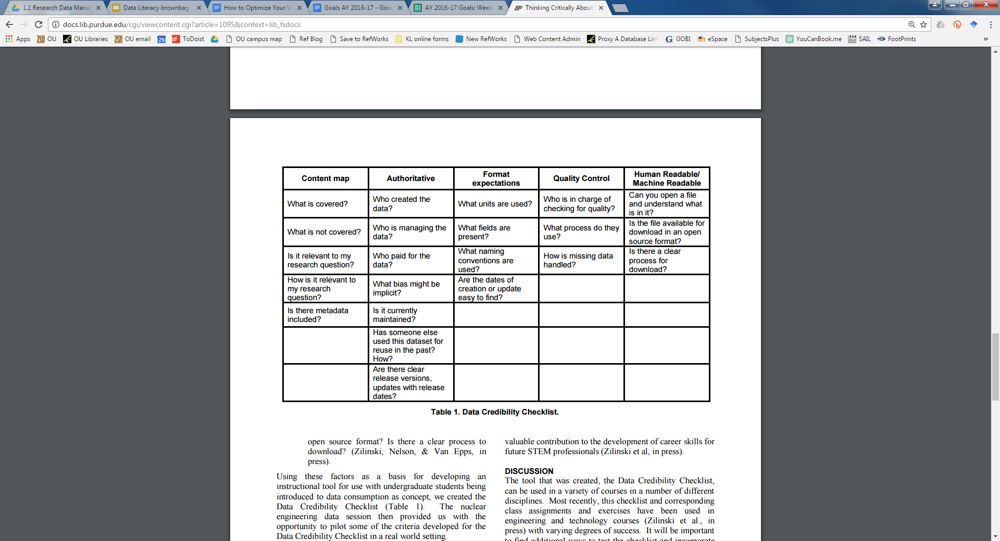 1.1 Research Data Mana
Data Literacy brownbag
How to Optimize Your V
Goals AY 2016-17 - Goog
AY 2016-17 Goals: Week
Thinking Critically About
docs.lib.purdue.edu/cgi/viewcontent.cgi?article=1095&context=lib_fsdocs
Apps
OU
OU Libraries
OU email
29
ToDoist
OU campus map
Ref Blog
Save to RefWorks
KL online forms
New RefWorks
Web Content Admin
Proxy A Database Lin
GOBI
eSpace
SubjectsPlus
YouCanBook.me
SAIL
FootPrints
»
Content map
Authoritative
Format
expectations
Quality Control
Human Readable/
Machine Readable
What is covered?
Who created the
data?
What units are used?
Who is in charge of
checking for quality?
Can you open a file
and understand what
is in it?
What is not covered?
Who is managing the
data?
What fields are
present?
What process do they
use?
Is the file available for
download in an open
source format?
Is it relevant to my
research question?
Who paid for the
data?
What naming
conventions are
used?
How is missing data
handled?
Is there a clear
process for
download?
How is it relevant to
my research
question?
What bias might be
implicit?
Are the dates of
creation or update
easy to find?
Is there metadata
included?
Is it currently
maintained?
Has someone else
used this dataset for
reuse in the past?
How?
Are there clear
release versions,
updates with release
dates?
Table 1. Data Credibility Checklist.
open source format? Is there a clear process to
download? (Zilinski, Nelson, & Van Epps, in
press).
Using these factors as a basis for developing an
instructional tool for use with undergraduate students being
introduced to data consumption as concept, we created the
Data Credibility Checklist (Table 1). The nuclear
engineering data session then provided us with the
opportunity to pilot some of the criteria developed for the
Data Credibility Checklist in a real world setting.
valuable contribution to the development of career skills for
future STEM professionals (Zilinski et al, in press).
DISCUSSION
The tool that was created, the Data Credibility Checklist,
can be used in a variety of courses in a number of different
disciplines. Most recently, this checklist and corresponding
class assignments and exercises have been used in
engineering and technology courses (Zilinski et al., in
press) with varying degrees of success. It will be important
to find additional ways to test the checklist and incorporate